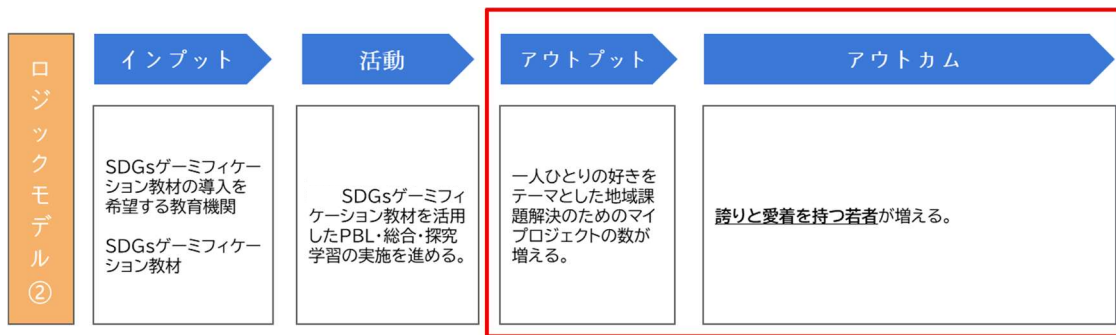 ロジックモデル②
インプット
活動
アウトプット
アウトカム
SDGsゲーミフィケー
ション教材の導入を
希望する教育機関
SDGsゲーミフィケー
ション教材
SDGsゲーミフィ
ケーション教材を活用
したPBL・総合・探究
学習の実施を進める。
一人ひとりの好きを
テーマとした地域課
題解決のためのマイ
プロジェクトの数が
増える。
誇りと愛着を持つ若者が増える。